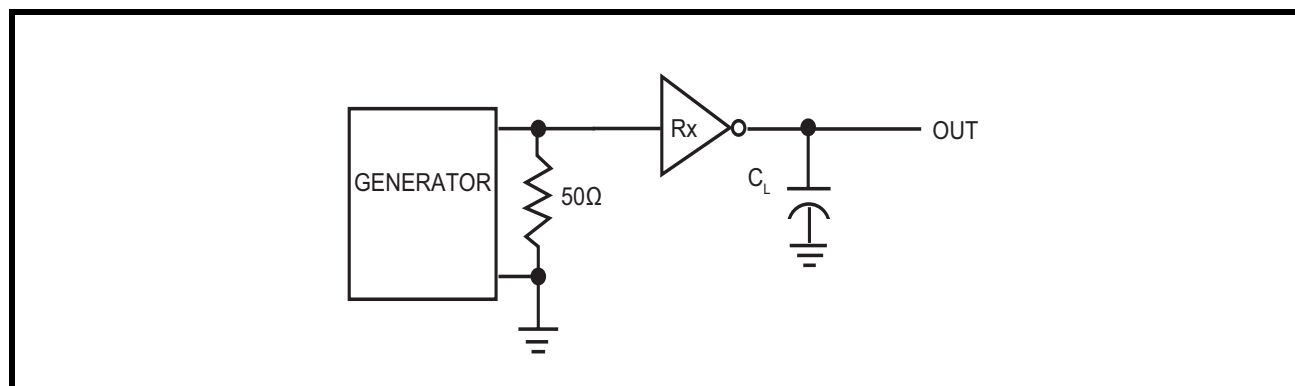 GENERATOR
50Ω
Rx
C_L
OUT